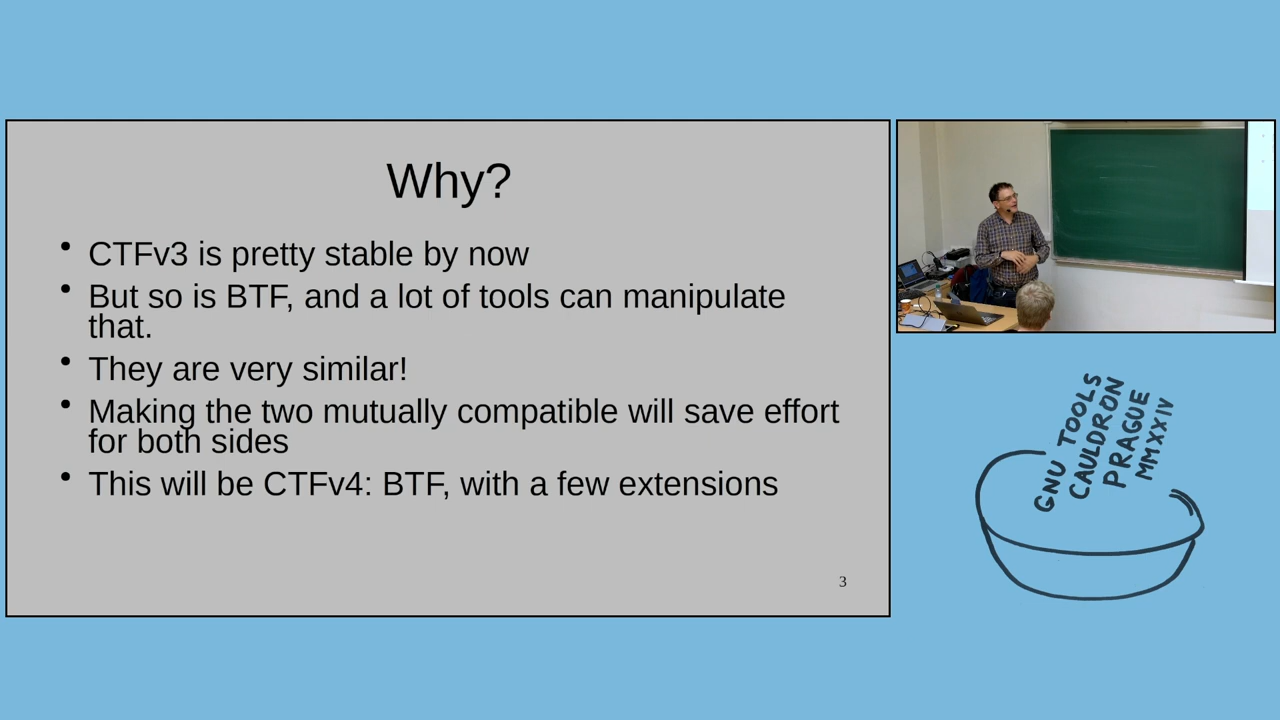 Why?
• CTFv3 is pretty stable by now
• But so is BTF, and a lot of tools can manipulate
that.
• They are very similar!
• Making the two mutually compatible will save effort
for both sides
• This will be CTFv4: BTF, with a few extensions
3
GNU TOOLS
CAULDRON
PRAGUE
MMXXIV